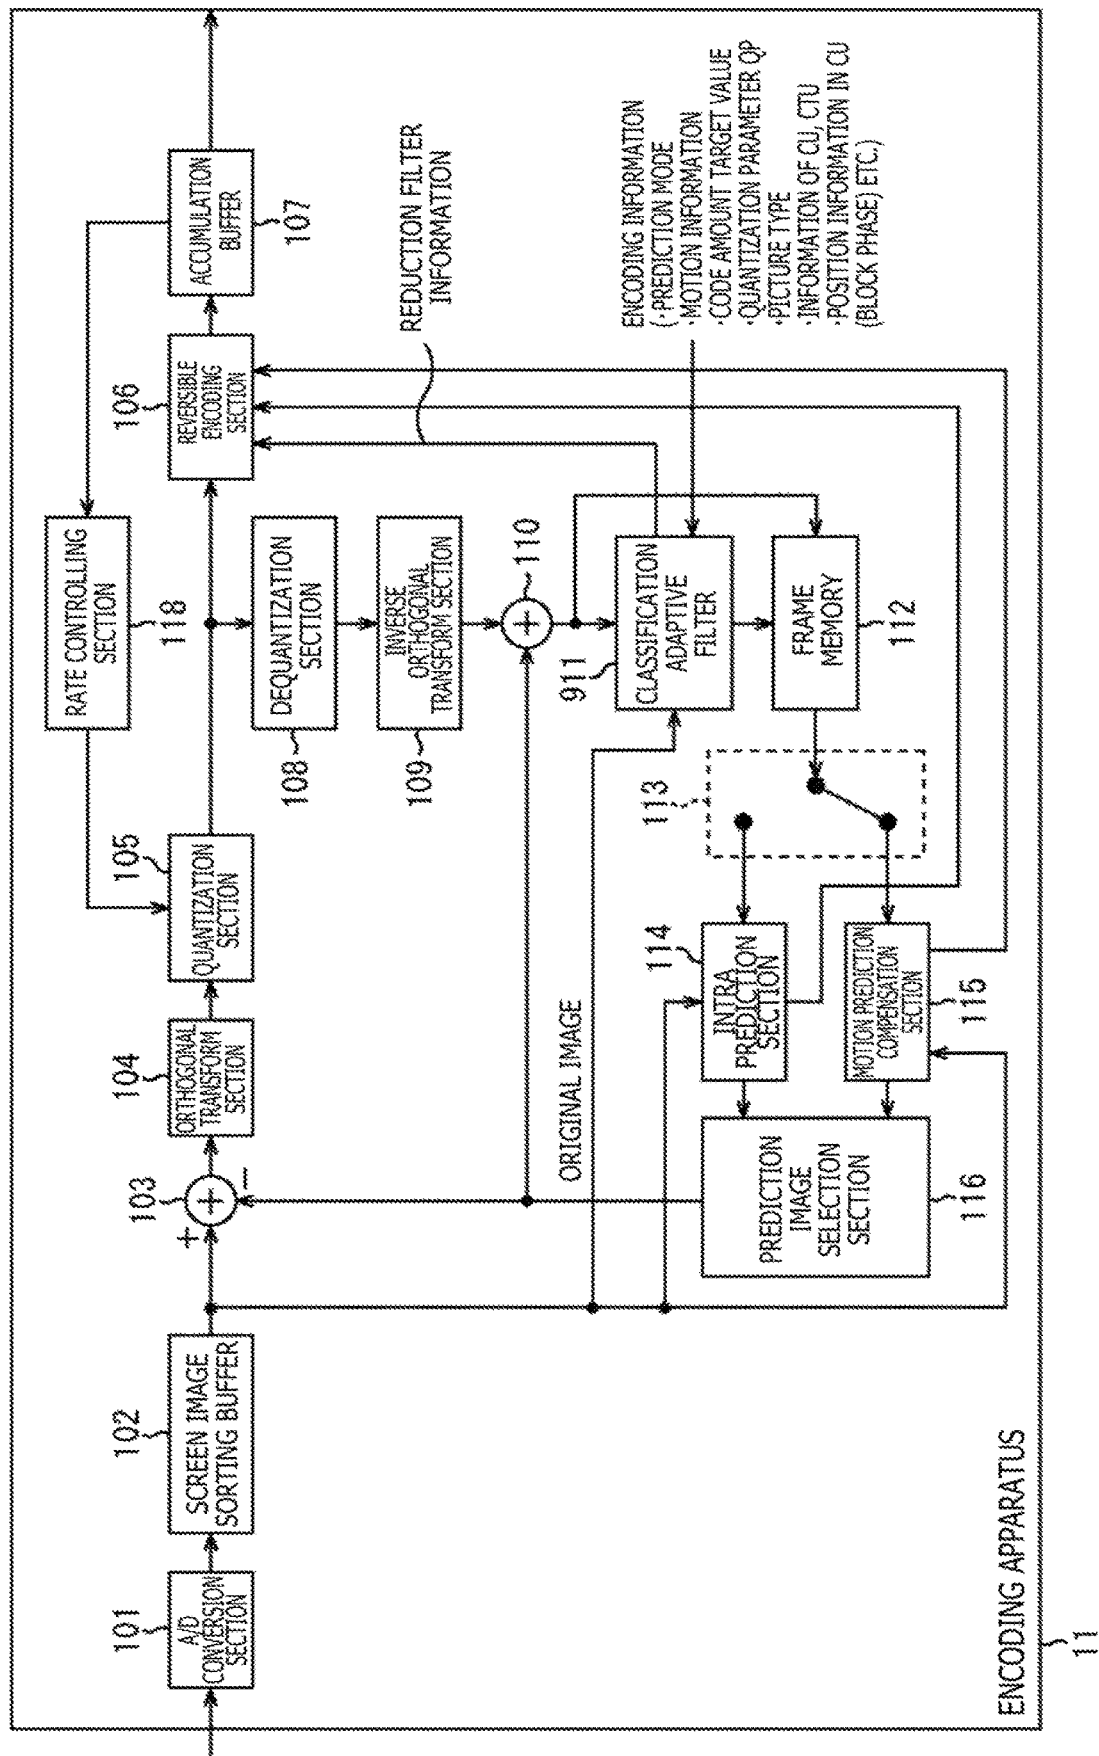 118
RATE CONTROLLING
SECTION
101
A/D
CONVERSION
SECTION
102
SCREEN IMAGE
SORTING BUFFER
103
+
+
−
104
ORTHOGONAL
TRANSFORM
SECTION
105
QUANTIZATION
SECTION
106
REVERSIBLE
ENCODING
SECTION
ACCUMULATION
BUFFER
107
DEQUANTIZATION
SECTION
108
INVERSE
ORTHOGONAL
TRANSFORM SECTION
109
REDUCTION FILTER
INFORMATION
+
110
ORIGINAL IMAGE
911
CLASSIFICATION
ADAPTIVE
FILTER
ENCODING INFORMATION
(·PREDICTION MODE
·MOTION INFORMATION
·CODE AMOUNT TARGET VALUE
·QUANTIZATION PARAMETER QP
·PICTURE TYPE
·INFORMATION OF CU, CTU
·POSITION INFORMATION IN CU
(BLOCK PHASE) ETC.)
113
FRAME
MEMORY
112
114
INTRA
PREDICTION
SECTION
MOTION PREDICTION
COMPENSATION
SECTION
115
PREDICTION
IMAGE
SELECTION
SECTION
116
ENCODING APPARATUS
11